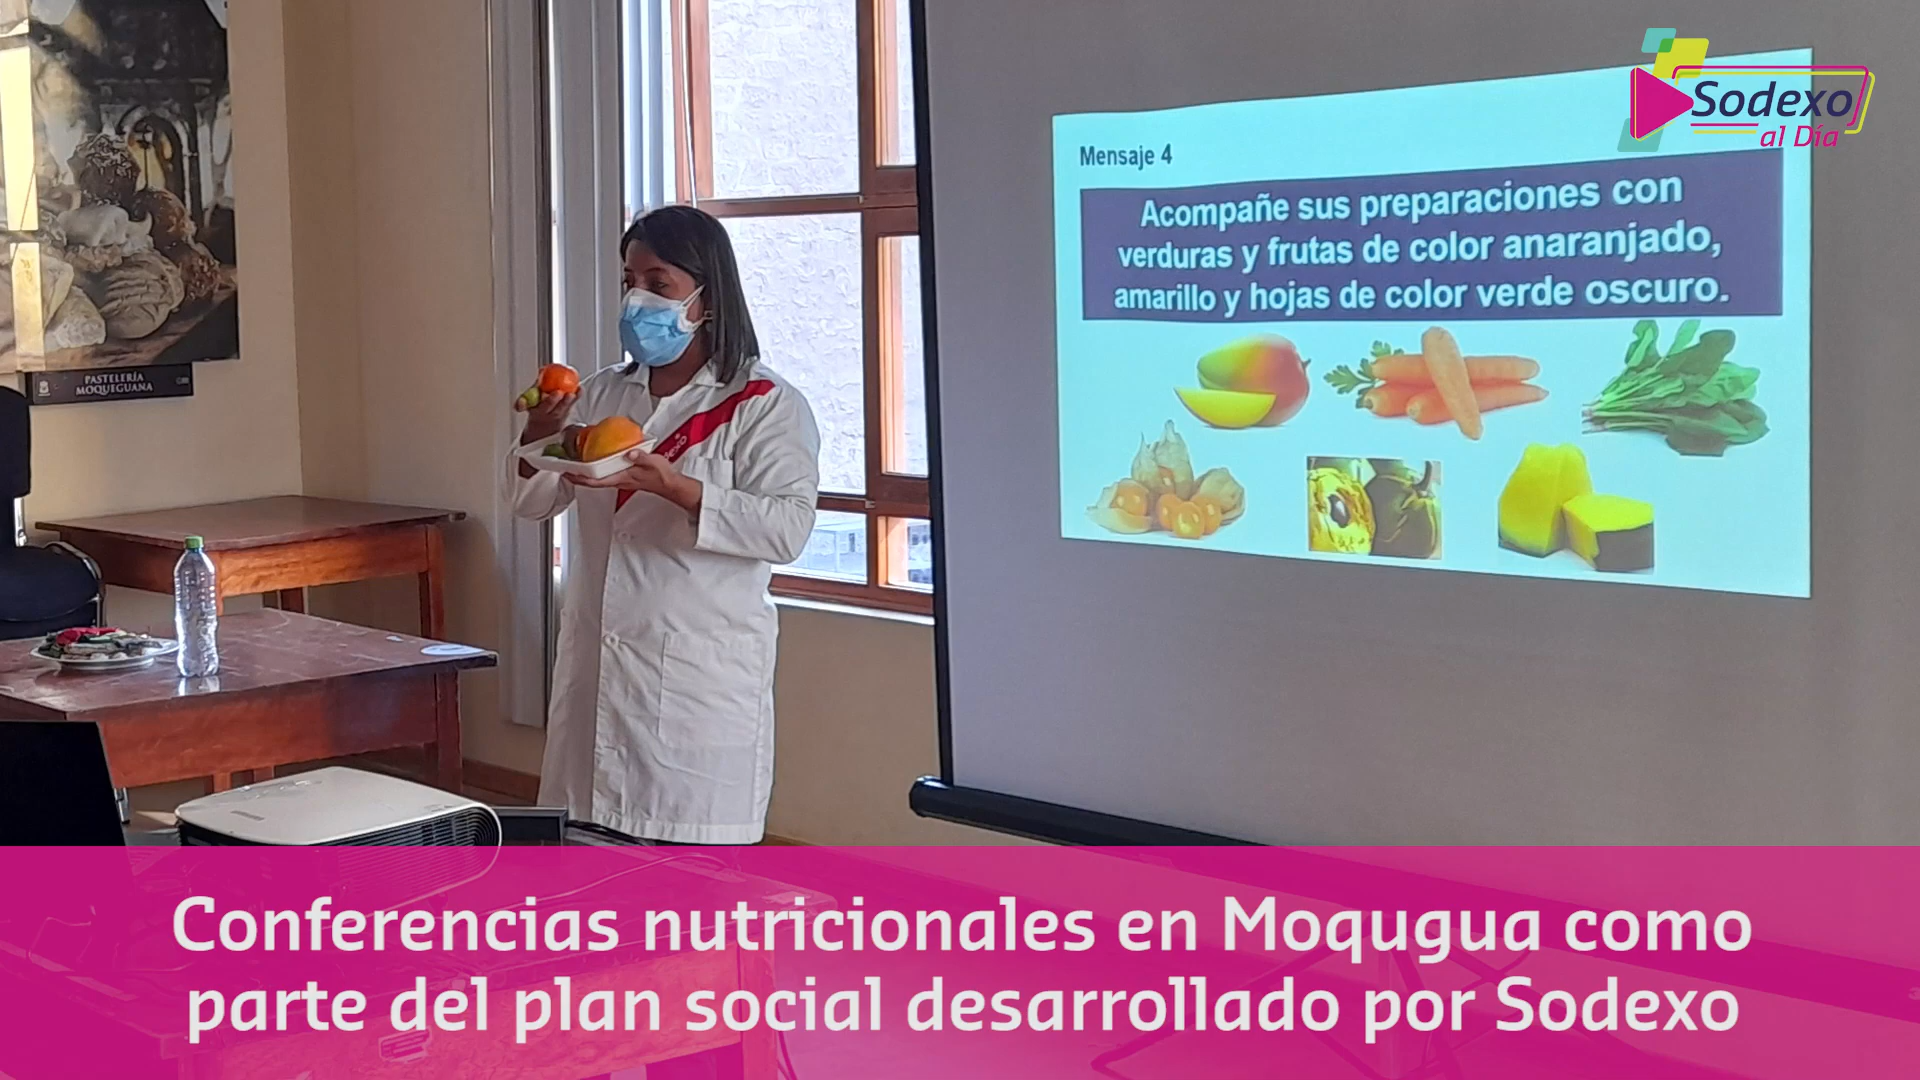 Sodexo
al Día
Mensaje 4
Acompañe sus preparaciones con
verduras y frutas de color anaranjado,
amarillo y hojas de color verde oscuro.
PASTELERÍA
MOQUEGUANA
Conferencias nutricionales en Moqugua como
parte del plan social desarrollado por Sodexo